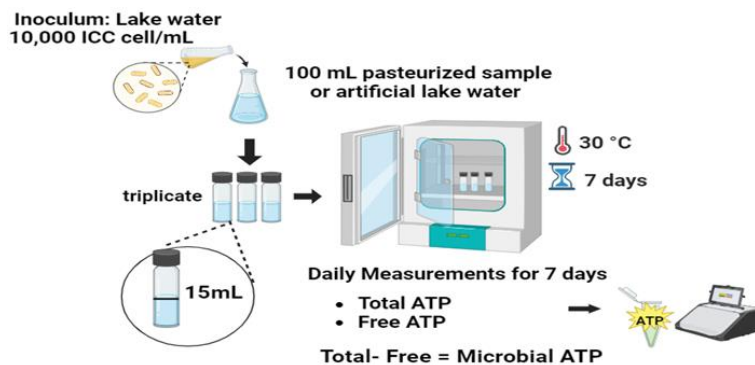 Inoculum: Lake water
10,000 ICC cell/mL
100 mL pasteurized sample
or artificial lake water
triplicate
30 °C
7 days
15mL
Daily Measurements for 7 days
• Total ATP
• Free ATP
ATP
Total- Free = Microbial ATP